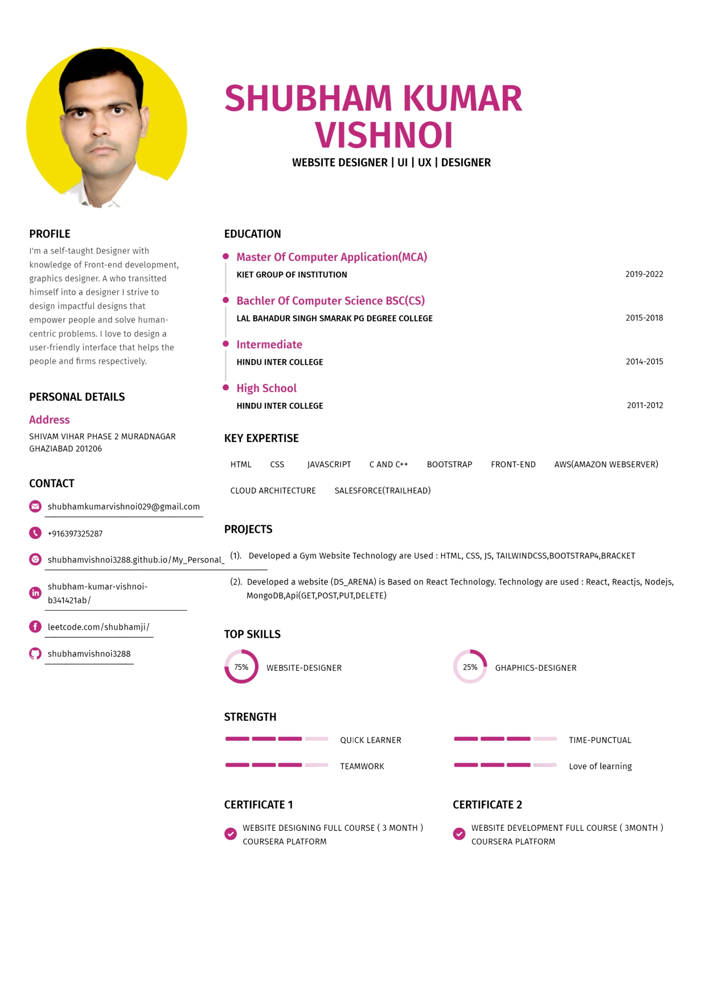 SHUBHAM KUMAR
VISHNOI
WEBSITE DESIGNER | UI | UX | DESIGNER
PROFILE
I'm a self-taught Designer with
knowledge of Front-end development,
graphics designer. A who transitted
himself into a designer I strive to
design impactful designs that
empower people and solve human-
centric problems. I love to design a
user-friendly interface that helps the
people and firms respectively.
PERSONAL DETAILS
Address
SHIVAM VIHAR PHASE 2 MURADNAGAR
GHAZIABAD 201206
CONTACT
shubhamkumarvishnoi029@gmail.com
+916397325287
shubhamvishnoi3288.github.io/My_Personal_
shubham-kumar-vishnoi-
b341421ab/
leetcode.com/shubhamji/
shubhamvishnoi3288
EDUCATION
Master Of Computer Application(MCA)
KIET GROUP OF INSTITUTION 2019-2022
Bachler Of Computer Science BSC(CS)
LAL BAHADUR SINGH SMARAK PG DEGREE COLLEGE 2015-2018
Intermediate
HINDU INTER COLLEGE 2014-2015
High School
HINDU INTER COLLEGE 2011-2012
KEY EXPERTISE
HTML CSS JAVASCRIPT C AND C++ BOOTSTRAP FRONT-END AWS(AMAZON WEBSERVER)
CLOUD ARCHITECTURE SALESFORCE(TRAILHEAD)
PROJECTS
(1). Developed a Gym Website Technology are Used : HTML, CSS, JS, TAILWINDCSS,BOOTSTRAP4,BRACKET
(2). Developed a website (DS_ARENA) is Based on React Technology. Technology are used : React, Reactjs, Nodejs,
MongoDB,Api(GET,POST,PUT,DELETE)
TOP SKILLS
75% WEBSITE-DESIGNER 25% GHAPHICS-DESIGNER
STRENGTH
QUICK LEARNER TIME-PUNCTUAL
TEAMWORK Love of learning
CERTIFICATE 1
WEBSITE DESIGNING FULL COURSE ( 3 MONTH )
COURSERA PLATFORM
CERTIFICATE 2
WEBSITE DEVELOPMENT FULL COURSE ( 3MONTH )
COURSERA PLATFORM